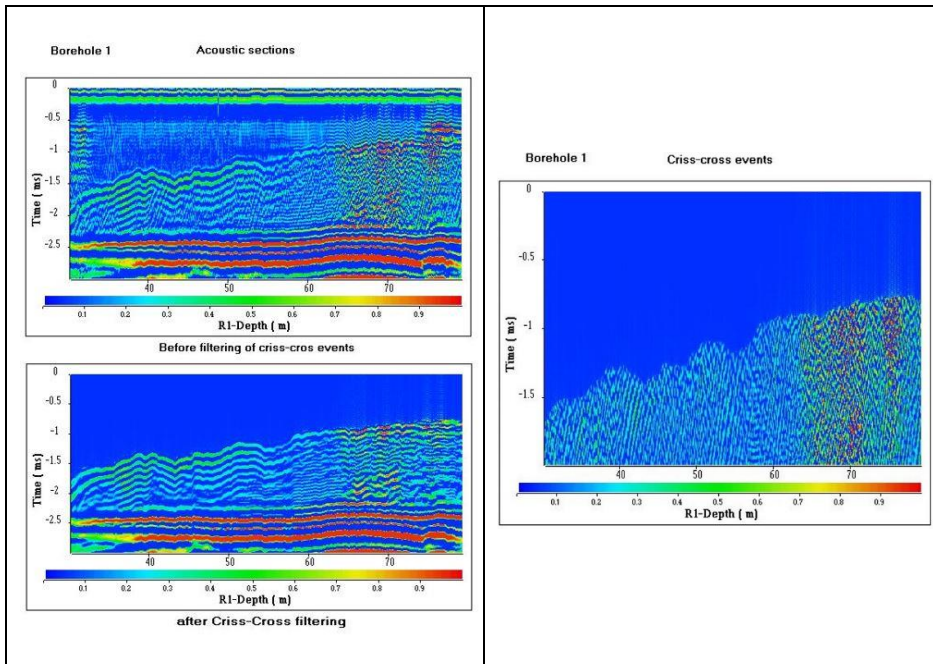 Borehole 1 Acoustic sections
0
-0.5
-1
-1.5
-2
-2.5
Time ( ms)
40 50 60 70
0.1 0.2 0.3 0.4 0.5 0.6 0.7 0.8 0.9
R1-Depth ( m )
Before filtering of criss-cros events
0
-0.5
-1
-1.5
-2
-2.5
Time ( ms)
40 50 60 70
0.1 0.2 0.3 0.4 0.5 0.6 0.7 0.8 0.9
R1-Depth ( m )
after Criss-Cross filtering
Borehole 1 Criss-cross events
0
-0.5
-1
-1.5
Time ( ms)
40 50 60 70
0.1 0.2 0.3 0.4 0.5 0.6 0.7 0.8 0.9
R1-Depth ( m )